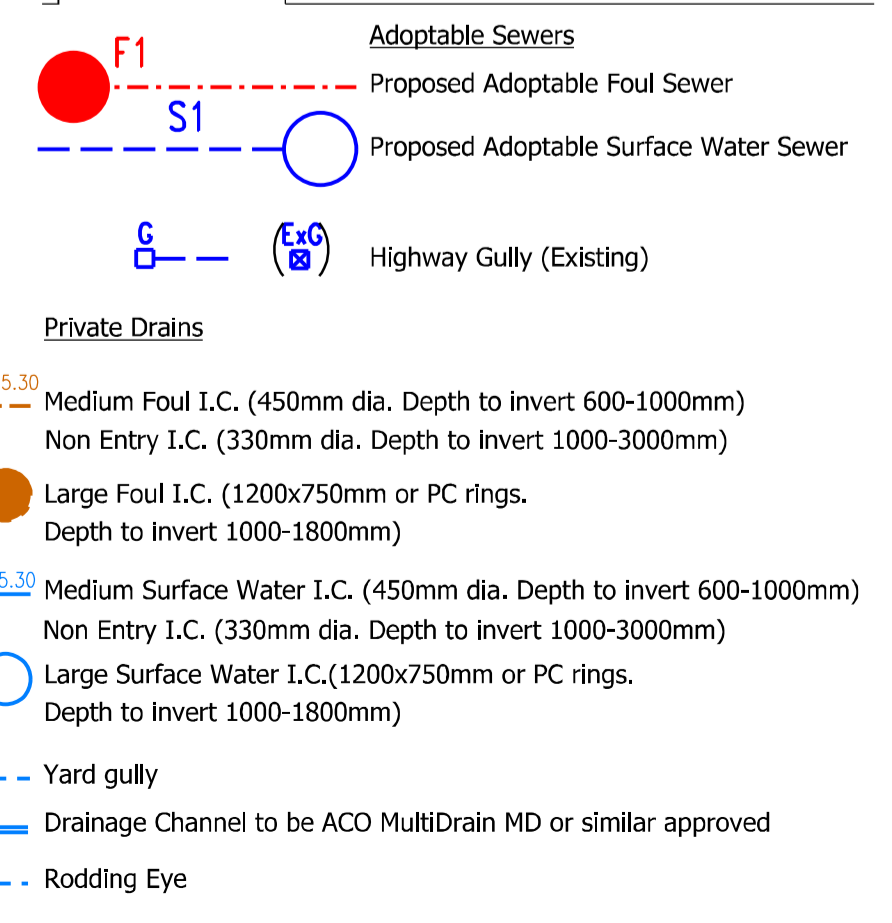 Adoptable Sewers
F1
Proposed Adoptable Foul Sewer
S1
Proposed Adoptable Surface Water Sewer
G
(ExG)
Highway Gully (Existing)
Private Drains
5.30
Medium Foul I.C. (450mm dia. Depth to invert 600-1000mm)
Non Entry I.C. (330mm dia. Depth to invert 1000-3000mm)
Large Foul I.C. (1200x750mm or PC rings.
Depth to invert 1000-1800mm)
5.30
Medium Surface Water I.C. (450mm dia. Depth to invert 600-1000mm)
Non Entry I.C. (330mm dia. Depth to invert 1000-3000mm)
Large Surface Water I.C.(1200x750mm or PC rings.
Depth to invert 1000-1800mm)
Yard gully
Drainage Channel to be ACO MultiDrain MD or similar approved
Rodding Eye